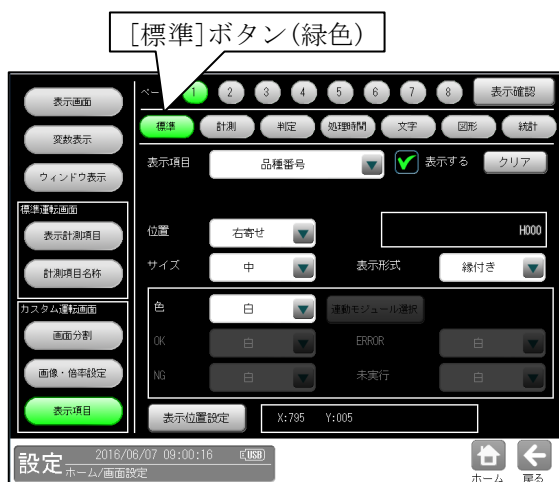 [標準]ボタン(緑色)
ペー 1 2 3 4 5 6 7 8 表示確認
表示画面
変数表示
ウィンドウ表示
標準運転画面
表示計測項目
計測項目名称
カスタム運転画面
画面分割
画像・倍率設定
表示項目
標準 計測 判定 処理時間 文字 図形 統計
表示項目 品種番号 表示する クリア
位置 右寄せ H000
サイズ 中 表示形式 縁付き
色 白 連動モジュール選択
OK 白 ERROR 白
NG 白 未実行 白
表示位置設定 X:795 Y:005
設定 2016/06/07 09:00:16 USB
ホーム/画面設定
ホーム 戻る